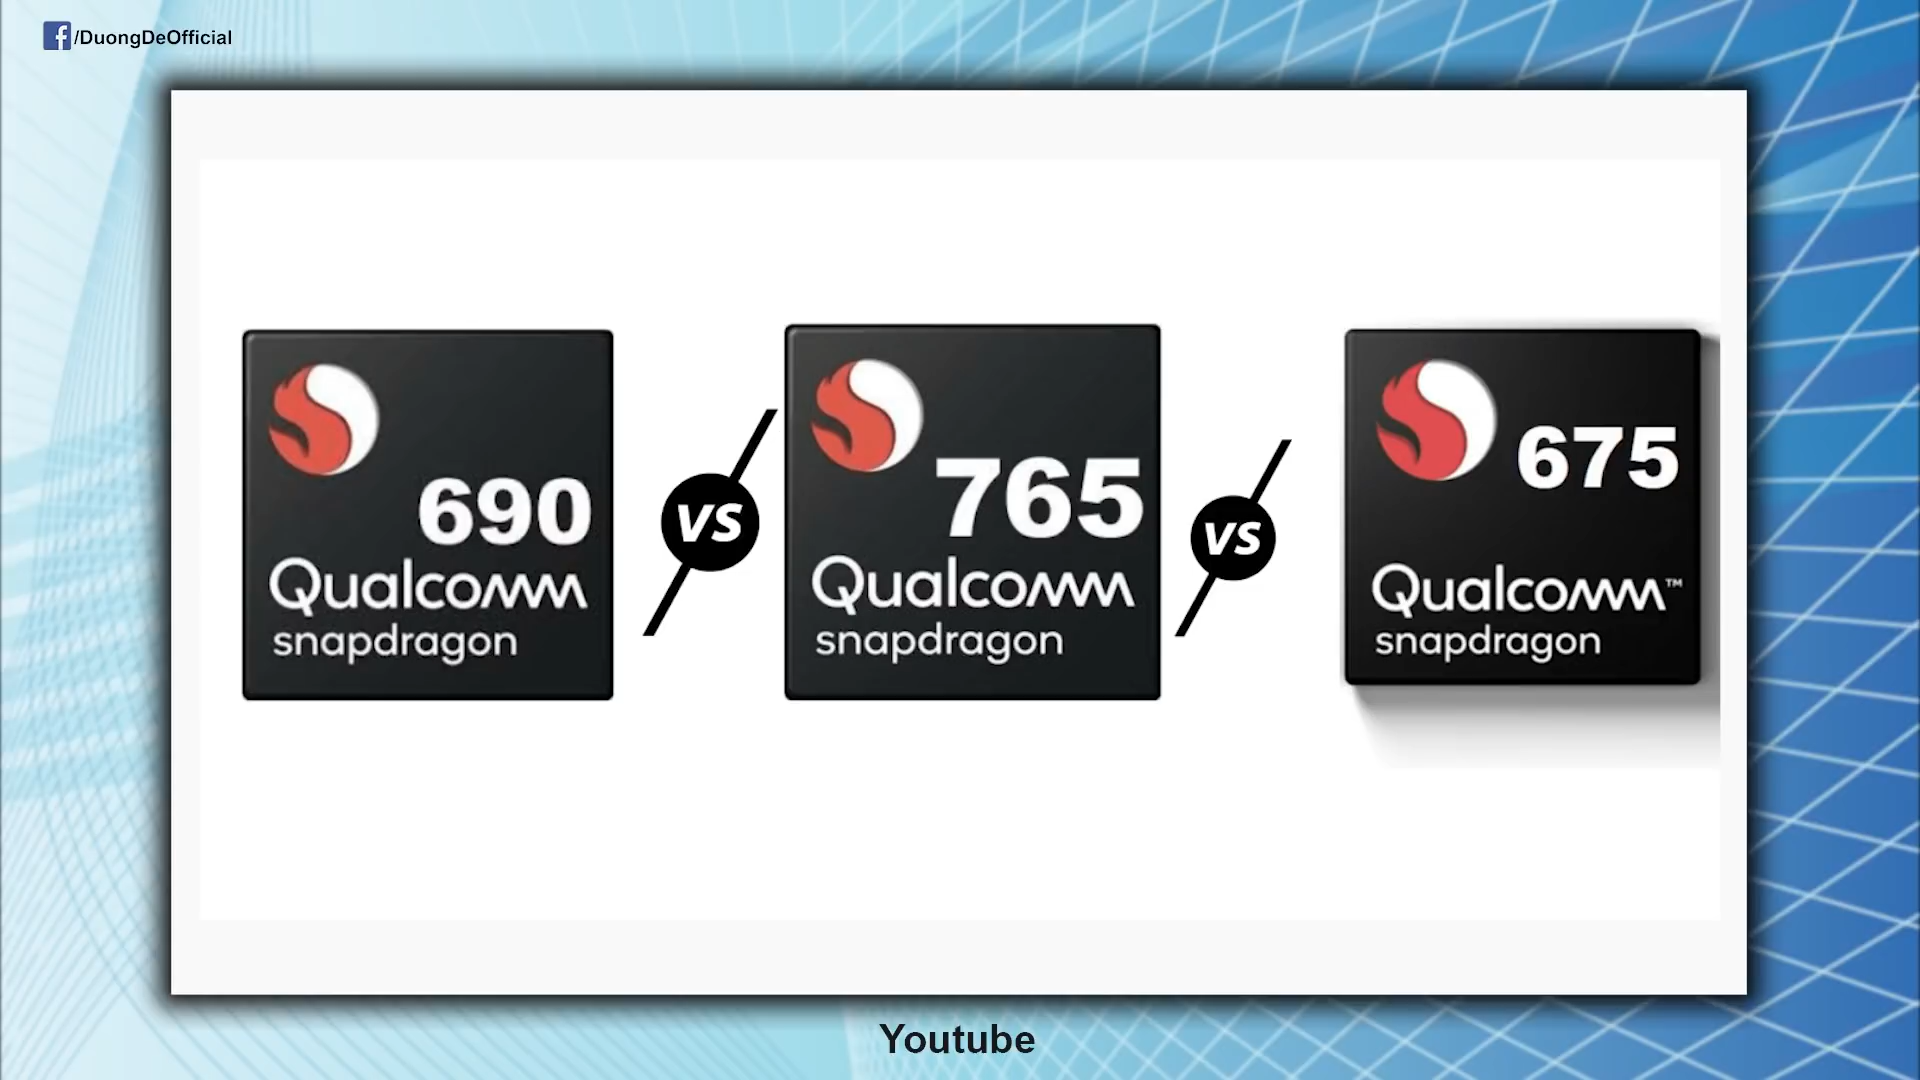 /DuongDeOfficial
690
Qualcomm
snapdragon
VS
765
Qualcomm
snapdragon
VS
675
Qualcomm™
snapdragon
Youtube